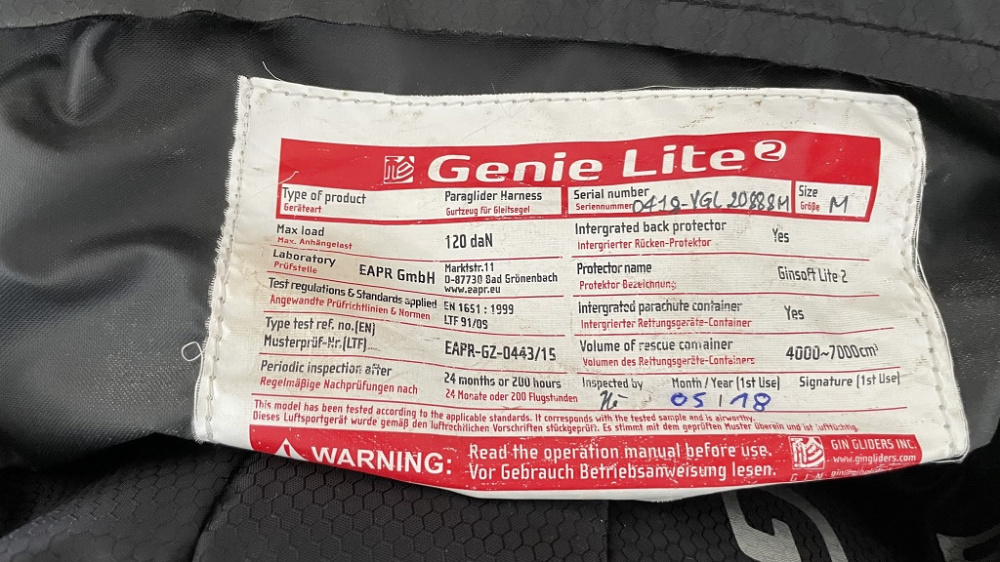 Genie Lite 2
Type of product
Geräteart
Paraglider Harness
Gurtzeug für Gleitsegel
Serial number
Seriennummer
Size
Größe M
Max load
Max. Anhängelast
120 daN
Intergrated back protector
Intergrierter Rücken-Protektor
Yes
Laboratory
Prüfstelle
EAPR GmbH
Marktstr.11
D-87730 Bad Grönenbach
www.eapr.eu
Protector name
Protektor Bezeichnung
Ginsoft Lite 2
Test regulations & Standards applied
Angewandte Prüfrichtlinien & Normen
EN 1651 : 1999
LTF 91/09
Intergrated parachute container
Intergrierter Rettungsgeräte-Container
Yes
Type test ref. no.(EN)
Musterprüf-Nr.(LTF)
EAPR-GZ-0443/15
Volume of rescue container
Volumen des Rettungsgeräte-Containers
4000~7000cm³
Periodic inspection after
Regelmäßige Nachprüfungen nach
24 months or 200 hours
24 Monate oder 200 Flugstunden
Inspected by
Month / Year (1st Use)
05 18
Signature (1st Use)
This model has been tested according to the applicable standards. It corresponds with the tested sample and is airworthy.
Dieses Luftsportgerät wurde gemäß den luftrechtlichen Vorschriften stückgeprüft. Es stimmt mit dem geprüften Muster überein und ist lufttüchtig.
WARNING:
Read the operation manual before use.
Vor Gebrauch Betriebsanweisung lesen.
GIN GLIDERS INC.
www.gingliders.com
GIN